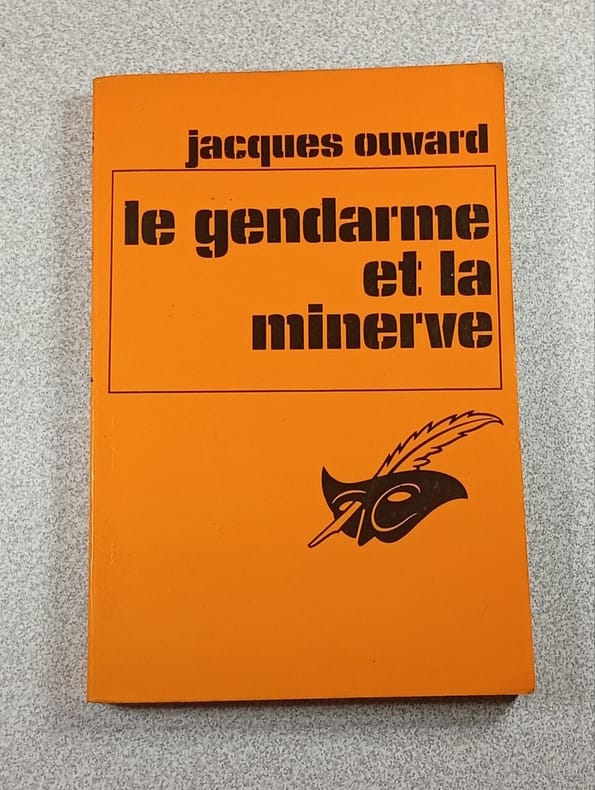 jacques ouvard
le gendarme
et la
minerve